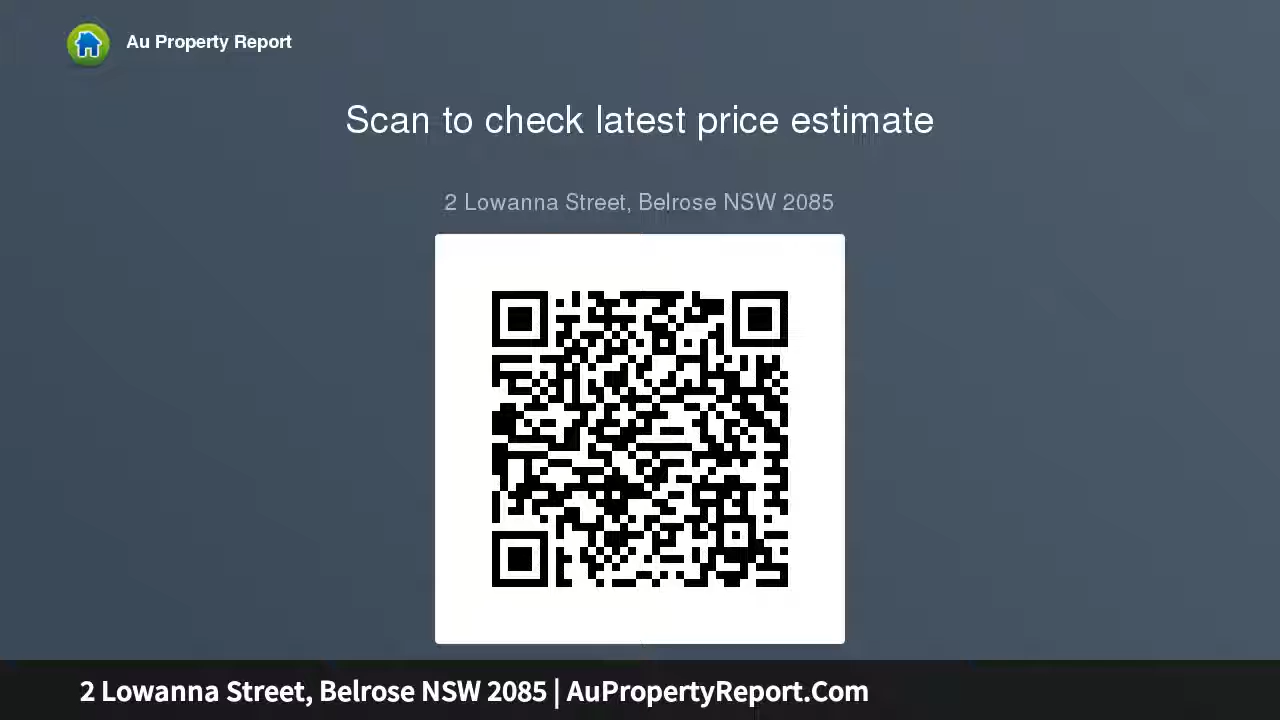 Au Property Report
Scan to check latest price estimate
2 Lowanna Street, Belrose NSW 2085
2 Lowanna Street, Belrose NSW 2085 | AuPropertyReport.Com